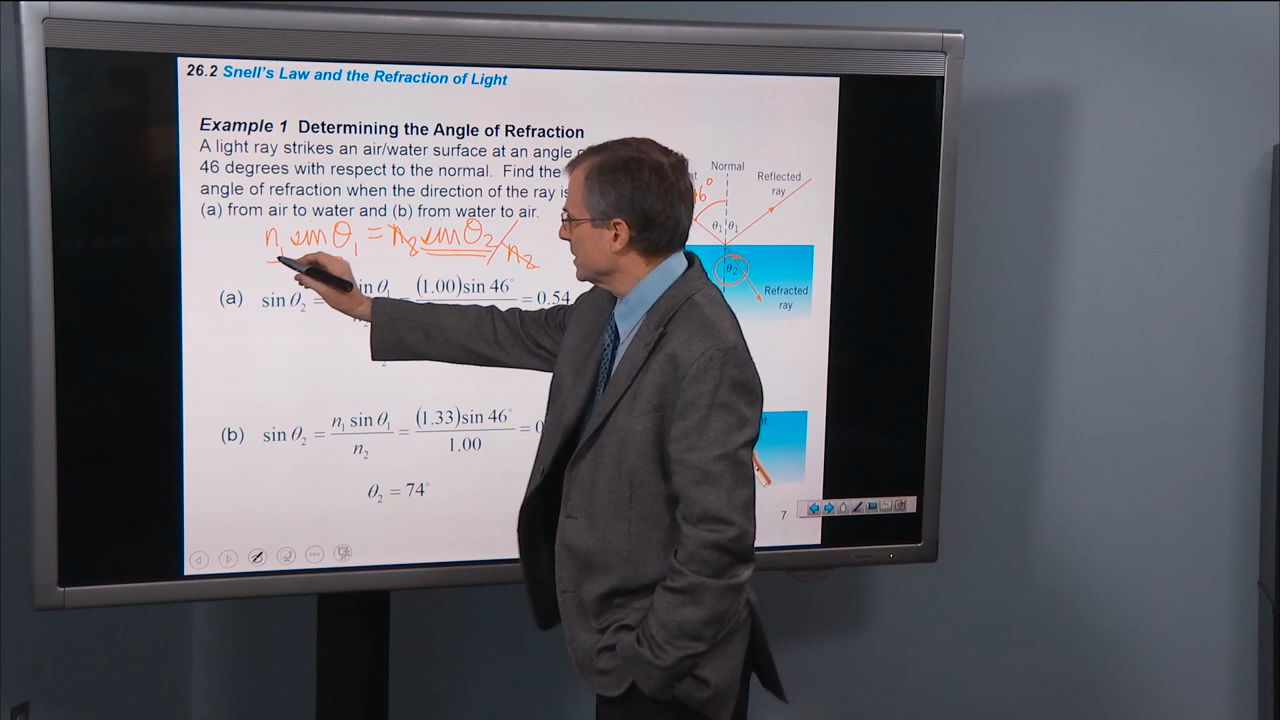 26.2 Snell's Law and the Refraction of Light
Example 1 Determining the Angle of Refraction
A light ray strikes an air/water surface at an angle
46 degrees with respect to the normal. Find the
angle of refraction when the direction of the ray is
(a) from air to water and (b) from water to air.
n₁ sin θ₁ = n₂ sin θ₂ / n₂
46°
Normal
Reflected
ray
θ₁ θ₁
θ₂
Refracted
ray
(a) sin θ₂ = sin θ₁ = (1.00)sin 46° = 0.54
(b) sin θ₂ = n₁ sin θ₁ / n₂ = (1.33)sin 46° / 1.00 =
θ₂ = 74°
7